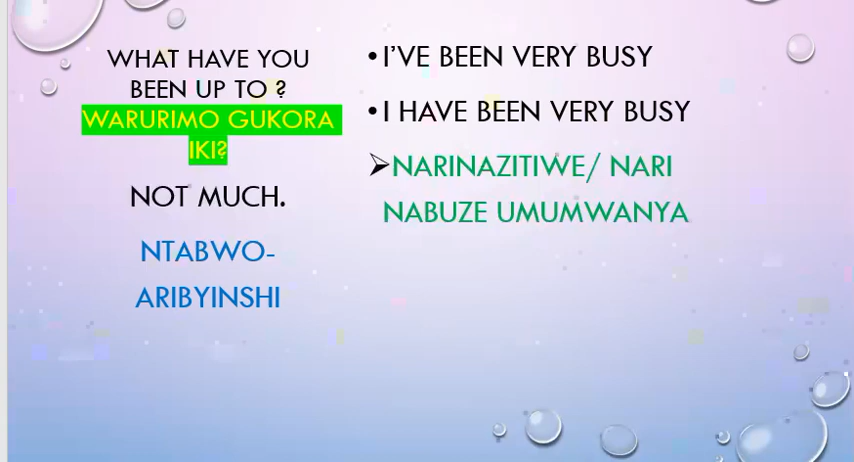 WHAT HAVE YOU
BEEN UP TO ?
WARURIMO GUKORA
IKI?
NOT MUCH.
NTABWO-
ARIBYINSHI
•I'VE BEEN VERY BUSY
•I HAVE BEEN VERY BUSY
➢NARINAZITIWE/ NARI
NABUZE UMUMWANYA